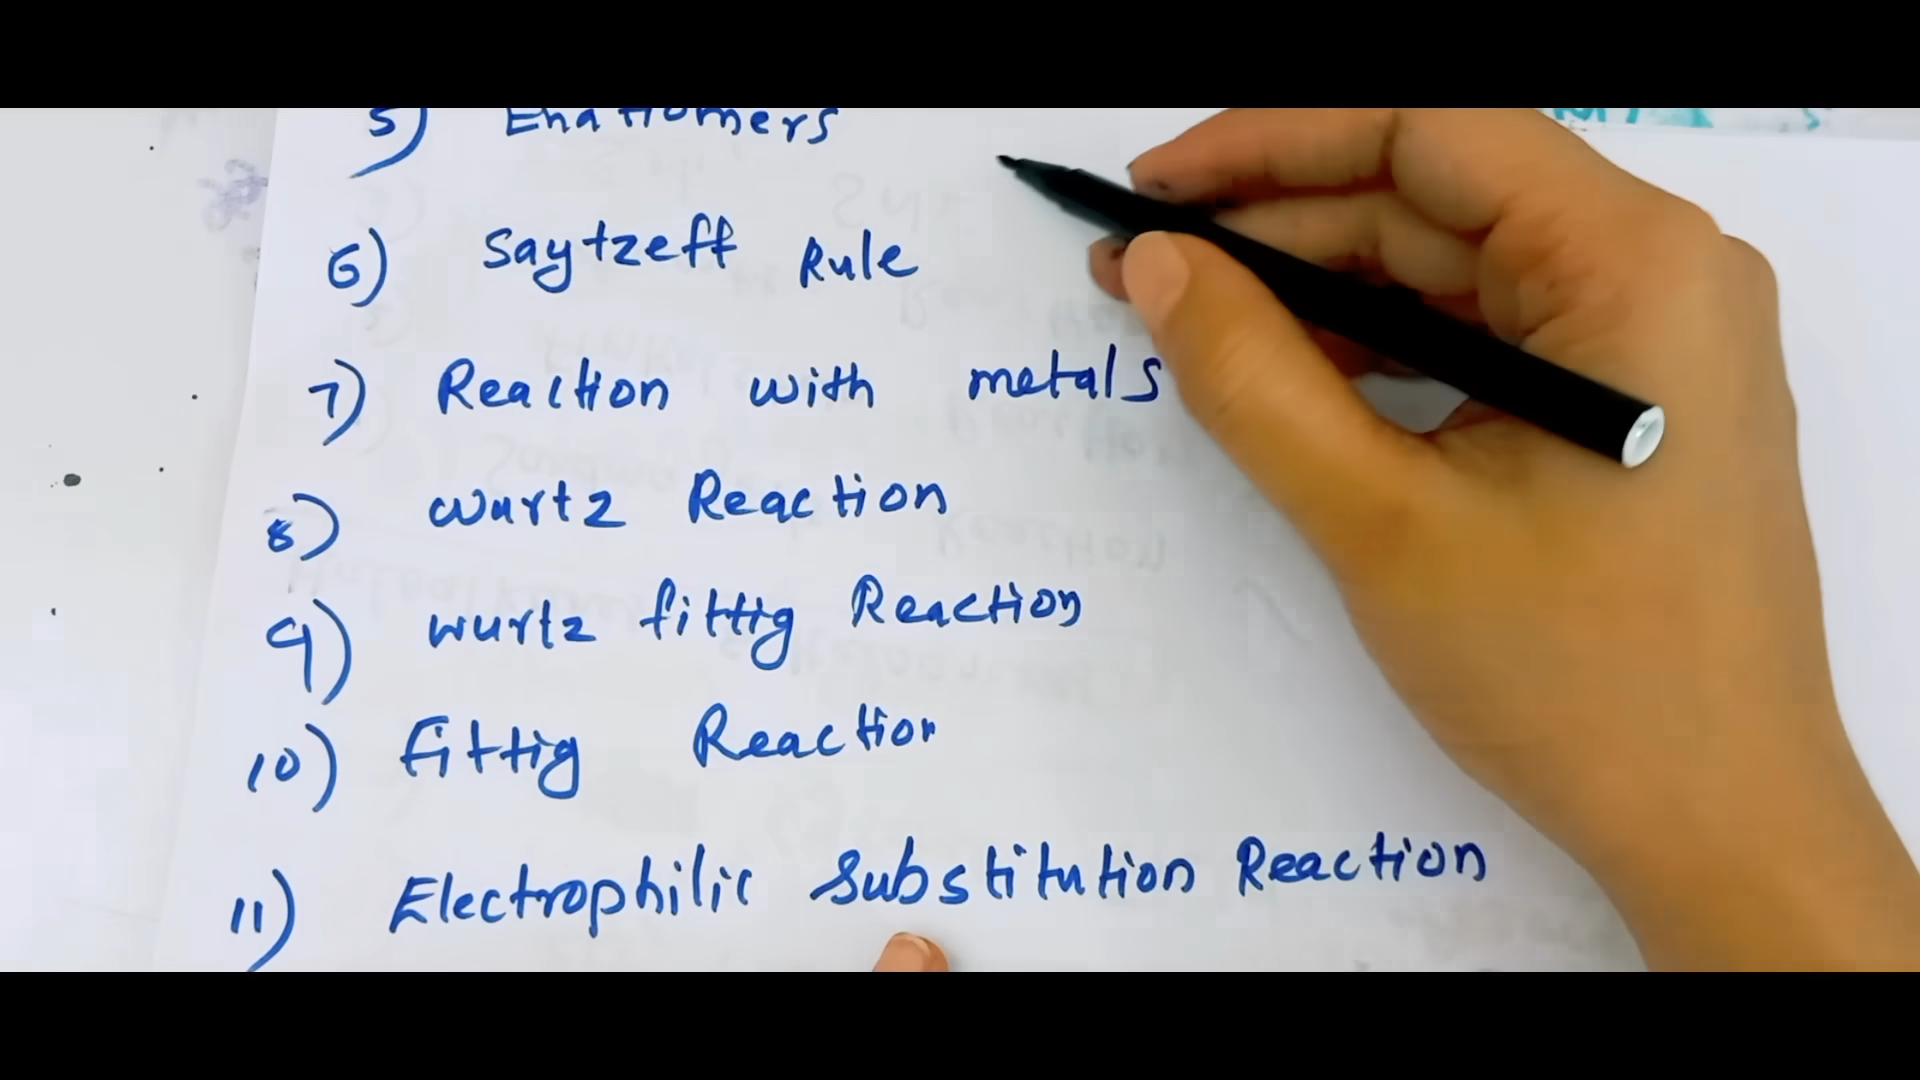 5) Enatiomers
6) Saytzeff Rule
7) Reaction with metals
8) wurtz Reaction
9) wurtz fittig Reaction
10) fittig Reaction
11) Electrophilic Substitution Reaction